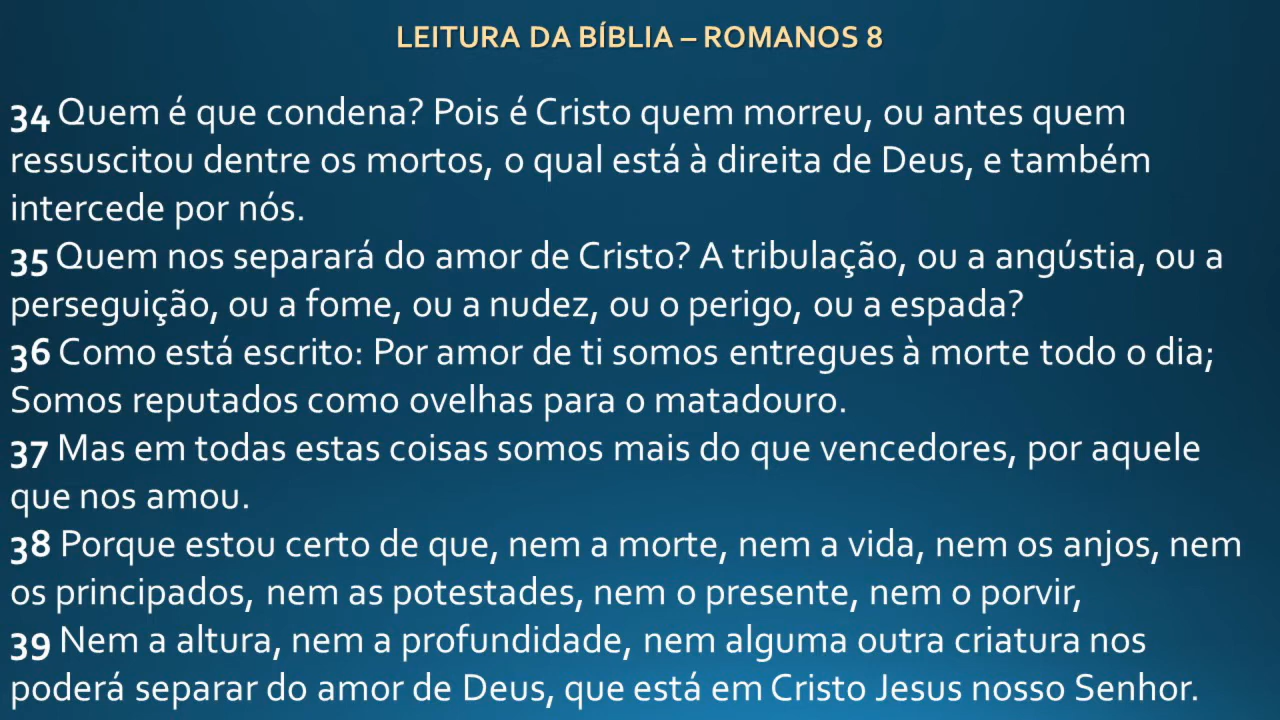 LEITURA DA BÍBLIA – ROMANOS 8
34 Quem é que condena? Pois é Cristo quem morreu, ou antes quem
ressuscitou dentre os mortos, o qual está à direita de Deus, e também
intercede por nós.
35 Quem nos separará do amor de Cristo? A tribulação, ou a angústia, ou a
perseguição, ou a fome, ou a nudez, ou o perigo, ou a espada?
36 Como está escrito: Por amor de ti somos entregues à morte todo o dia;
Somos reputados como ovelhas para o matadouro.
37 Mas em todas estas coisas somos mais do que vencedores, por aquele
que nos amou.
38 Porque estou certo de que, nem a morte, nem a vida, nem os anjos, nem
os principados, nem as potestades, nem o presente, nem o porvir,
39 Nem a altura, nem a profundidade, nem alguma outra criatura nos
poderá separar do amor de Deus, que está em Cristo Jesus nosso Senhor.